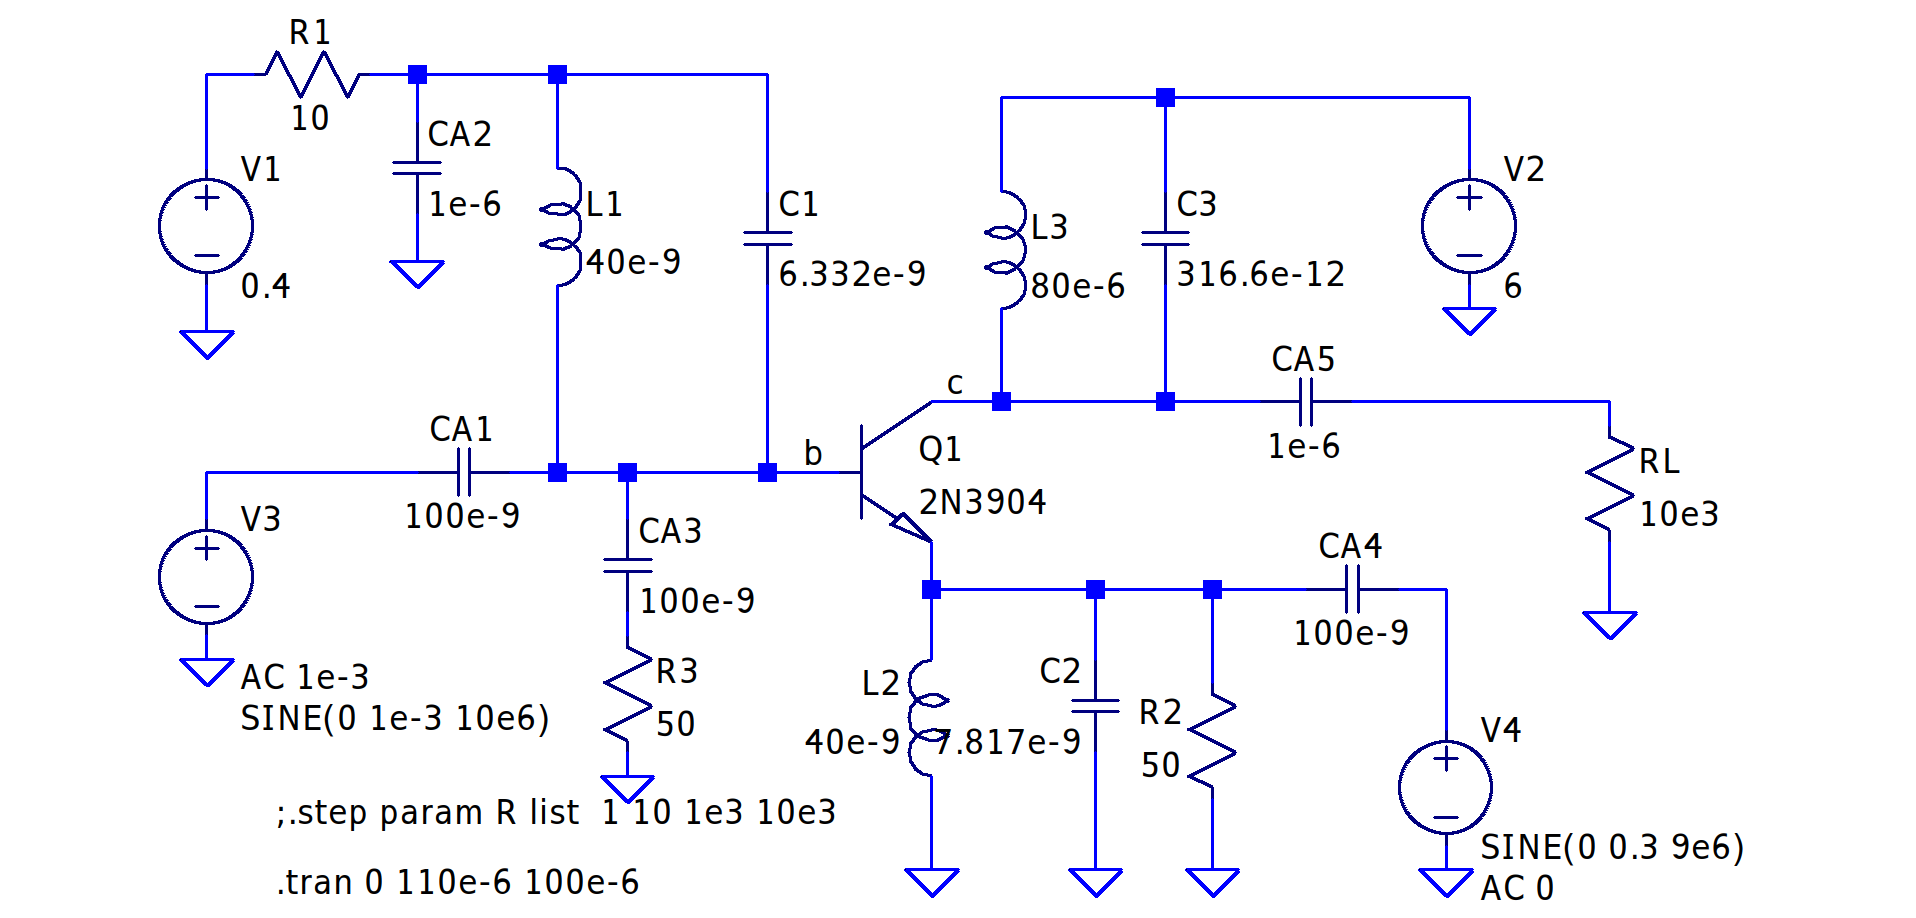 R1
10
CA2
1e-6
V1
0.4
L1
40e-9
C1
6.332e-9
L3
80e-6
C3
316.6e-12
V2
6
CA5
1e-6
c
b
Q1
2N3904
RL
10e3
CA1
100e-9
V3
AC 1e-3
SINE(0 1e-3 10e6)
CA3
100e-9
R3
50
CA4
100e-9
L2
40e-9
C2
7.817e-9
R2
50
V4
SINE(0 0.3 9e6)
AC 0
;.step param R list 1 10 1e3 10e3
.tran 0 110e-6 100e-6